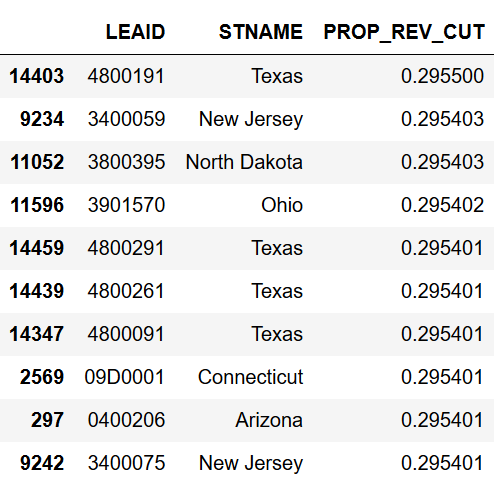 LEAID STNAME PROP_REV_CUT
14403 4800191 Texas 0.295500
9234 3400059 New Jersey 0.295403
11052 3800395 North Dakota 0.295403
11596 3901570 Ohio 0.295402
14459 4800291 Texas 0.295401
14439 4800261 Texas 0.295401
14347 4800091 Texas 0.295401
2569 09D0001 Connecticut 0.295401
297 0400206 Arizona 0.295401
9242 3400075 New Jersey 0.295401